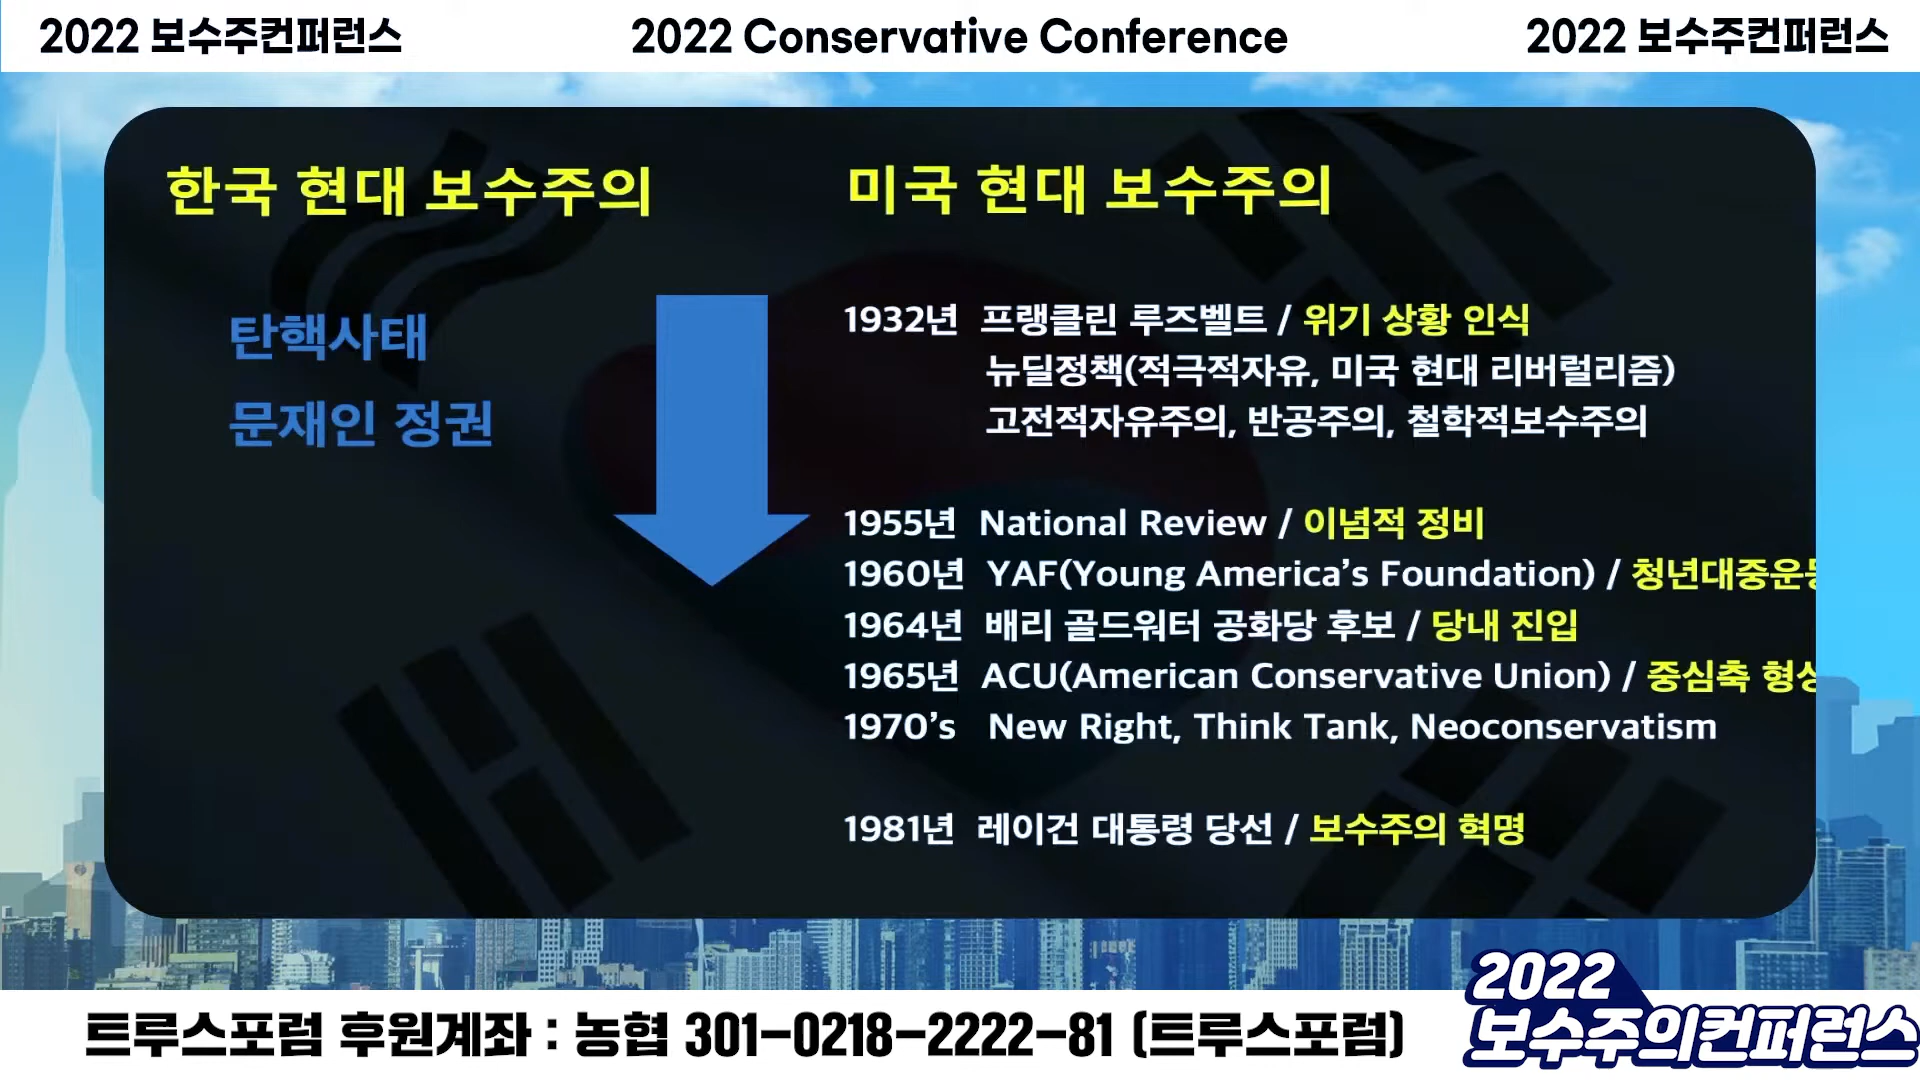 2022 보수주컨퍼런스
2022 Conservative Conference
2022 보수주컨퍼런스
한국 현대 보수주의
탄핵사태
문재인 정권
미국 현대 보수주의
1932년 프랭클린 루즈벨트 / 위기 상황 인식
뉴딜정책(적극적자유, 미국 현대 리버럴리즘)
고전적자유주의, 반공주의, 철학적보수주의
1955년 National Review / 이념적 정비
1960년 YAF(Young America's Foundation) / 청년대중운
1964년 배리 골드워터 공화당 후보 / 당내 진입
1965년 ACU(American Conservative Union) / 중심축 형
1970's New Right, Think Tank, Neoconservatism
1981년 레이건 대통령 당선 / 보수주의 혁명
트루스포럼 후원계좌 : 농협 301-0218-2222-81 (트루스포럼)
2022
보수주의컨퍼런스